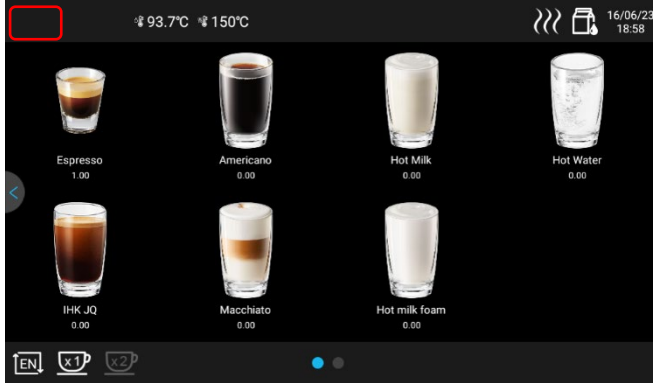 93.7℃ 150℃ 16/06/23
18:58
Espresso Americano Hot Milk Hot Water
1.00 0.00 0.00 0.00
IHK JQ Macchiato Hot milk foam
0.00 0.00 0.00
EN x1 x2